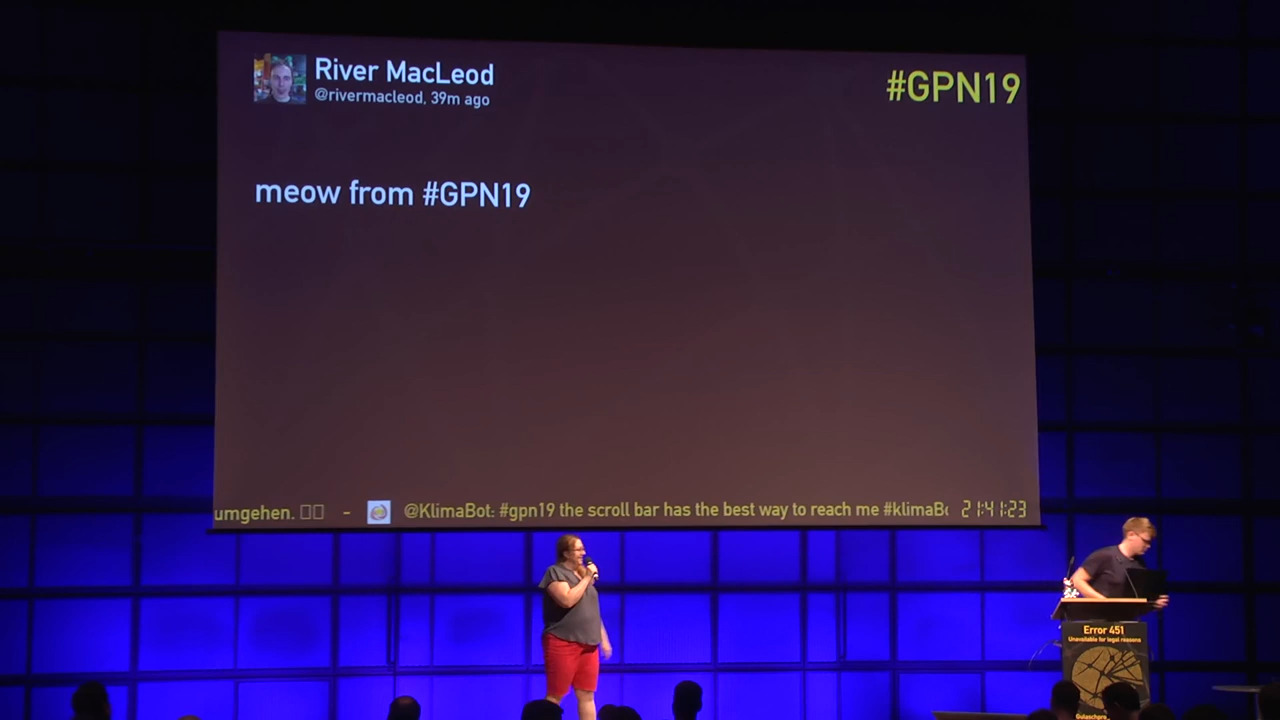 River MacLeod
@rivermacleod, 39m ago
#GPN19
meow from #GPN19
umgehen. - @KlimaBot: #gpn19 the scroll bar has the best way to reach me #klimaB 21:41:23
Error 451
Unavailable for legal reasons
Gulaschpro